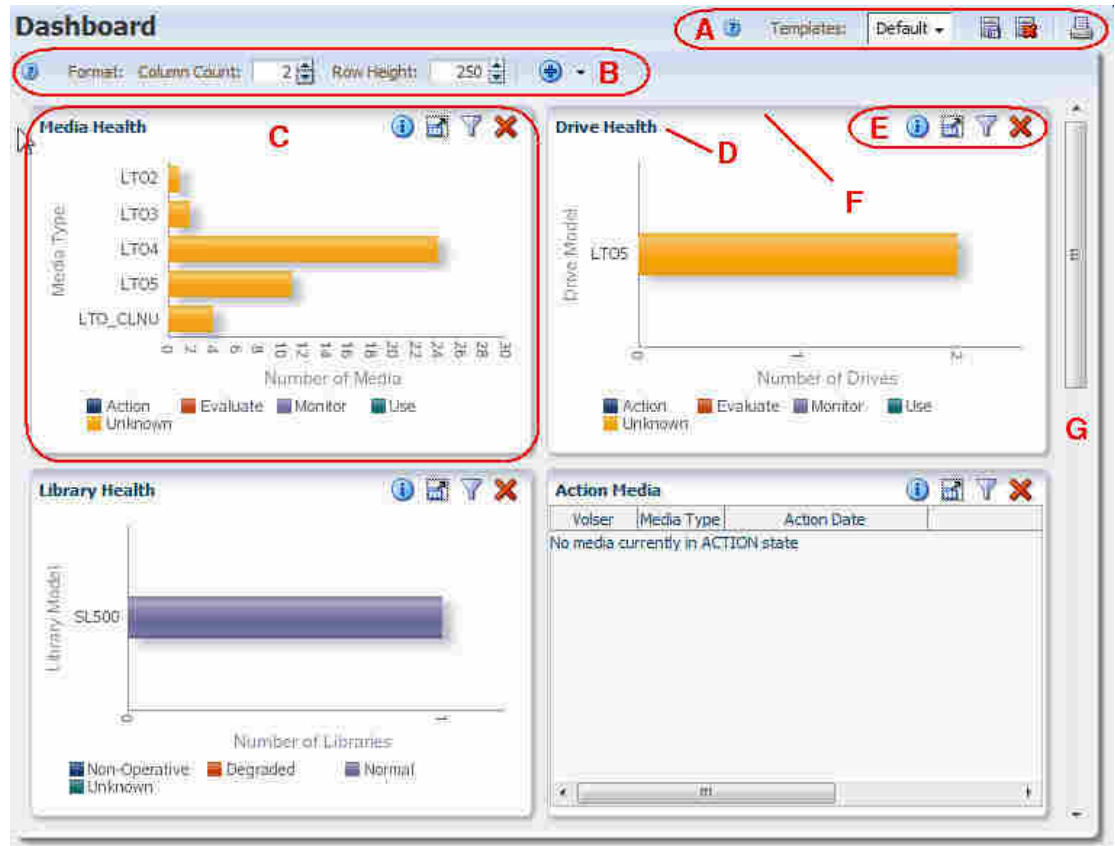 Dashboard
A Templates: Default
Format: Column Count: 2 Row Height: 250 B
Media Health C
Media Type
LTO2
LTO3
LTO4
LTO5
LTO_CLNU
0 2 4 6 8 10 12 14 16 18 20 22 24 26 28 30
Number of Media
Action Evaluate Monitor Use
Unknown
Drive Health D E
F
Drive Model
LTO5
0 1 2
Number of Drives
Action Evaluate Monitor Use
Unknown
G
Library Health
Library Model
SL500
0 1
Number of Libraries
Non-Operative Degraded Normal
Unknown
Action Media
Volser Media Type Action Date
No media currently in ACTION state